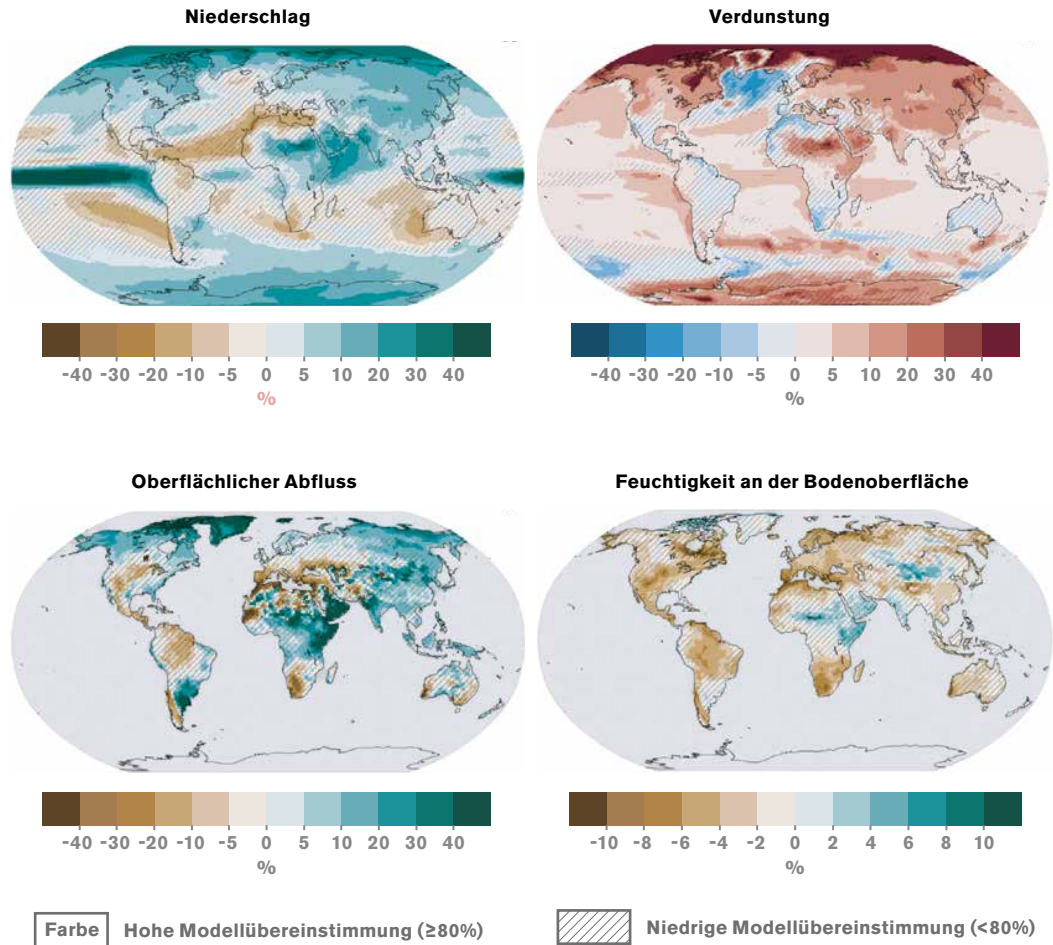 Niederschlag
Verdunstung
-40 -30 -20 -10 -5 0 5 10 20 30 40
%
-40 -30 -20 -10 -5 0 5 10 20 30 40
%
Oberflächlicher Abfluss
Feuchtigkeit an der Bodenoberfläche
-40 -30 -20 -10 -5 0 5 10 20 30 40
%
-10 -8 -6 -4 -2 0 2 4 6 8 10
%
Farbe Hohe Modellübereinstimmung (≥80%)
Niedrige Modellübereinstimmung (<80%)